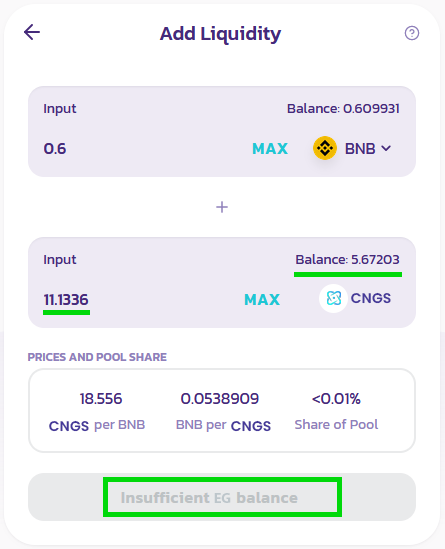 Add Liquidity
Input Balance: 0.609931
0.6 MAX BNB
+
Input Balance: 5.67203
11.1336 MAX CNGS
PRICES AND POOL SHARE
18.556 0.0538909 <0.01%
CNGS per BNB BNB per CNGS Share of Pool
Insufficient EG balance